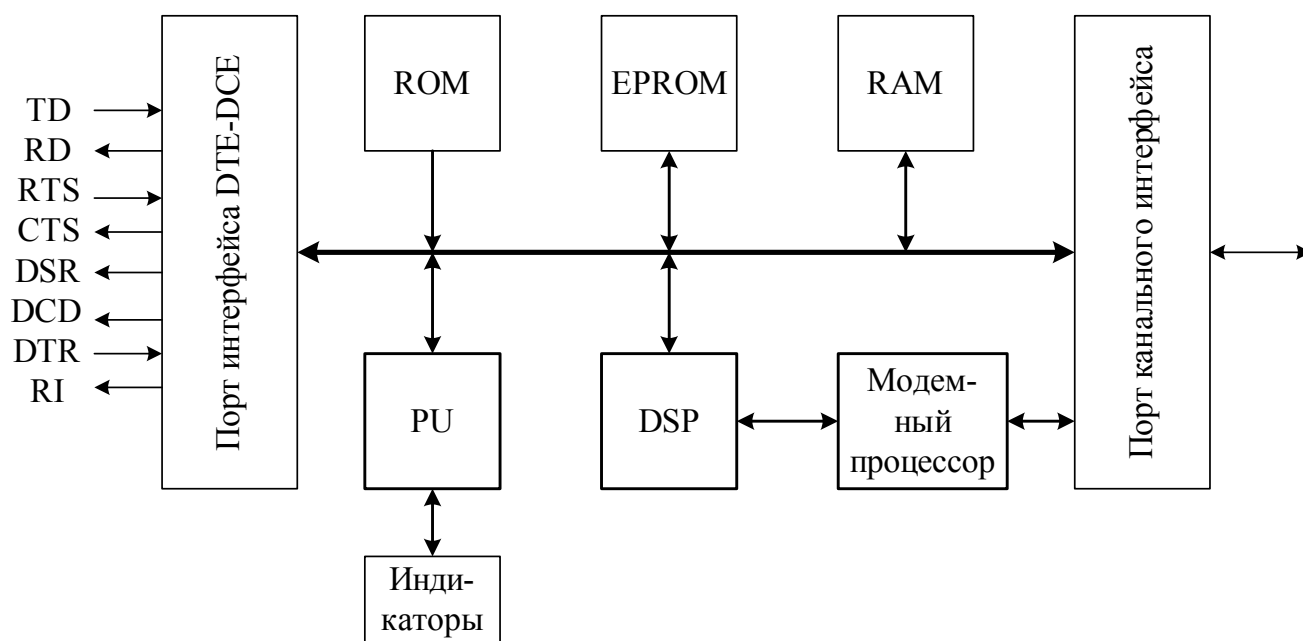 TD
RD
RTS
CTS
DSR
DCD
DTR
RI
Порт интерфейса DTE-DCE
ROM
EPROM
RAM
PU
DSP
Модем-
ный
процессор
Инди-
каторы
Порт канального интерфейса